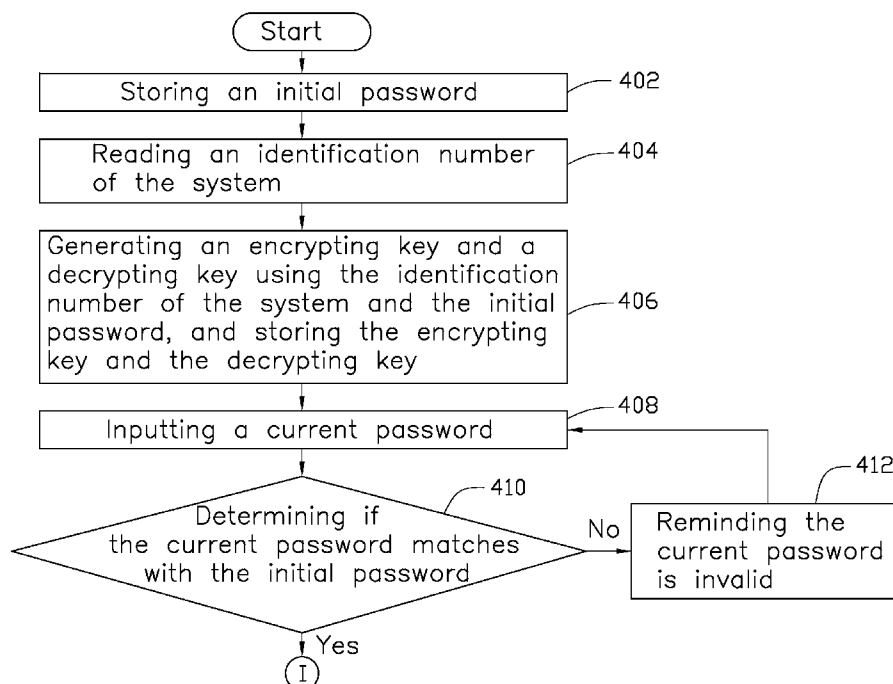 Start
Storing an initial password
402
Reading an identification number
of the system
404
Generating an encrypting key and a
decrypting key using the identification
number of the system and the initial
password, and storing the encrypting
key and the decrypting key
406
Inputting a current password
408
Determining if
the current password matches
with the initial password
410
No
Reminding the
current password
is invalid
412
Yes
I